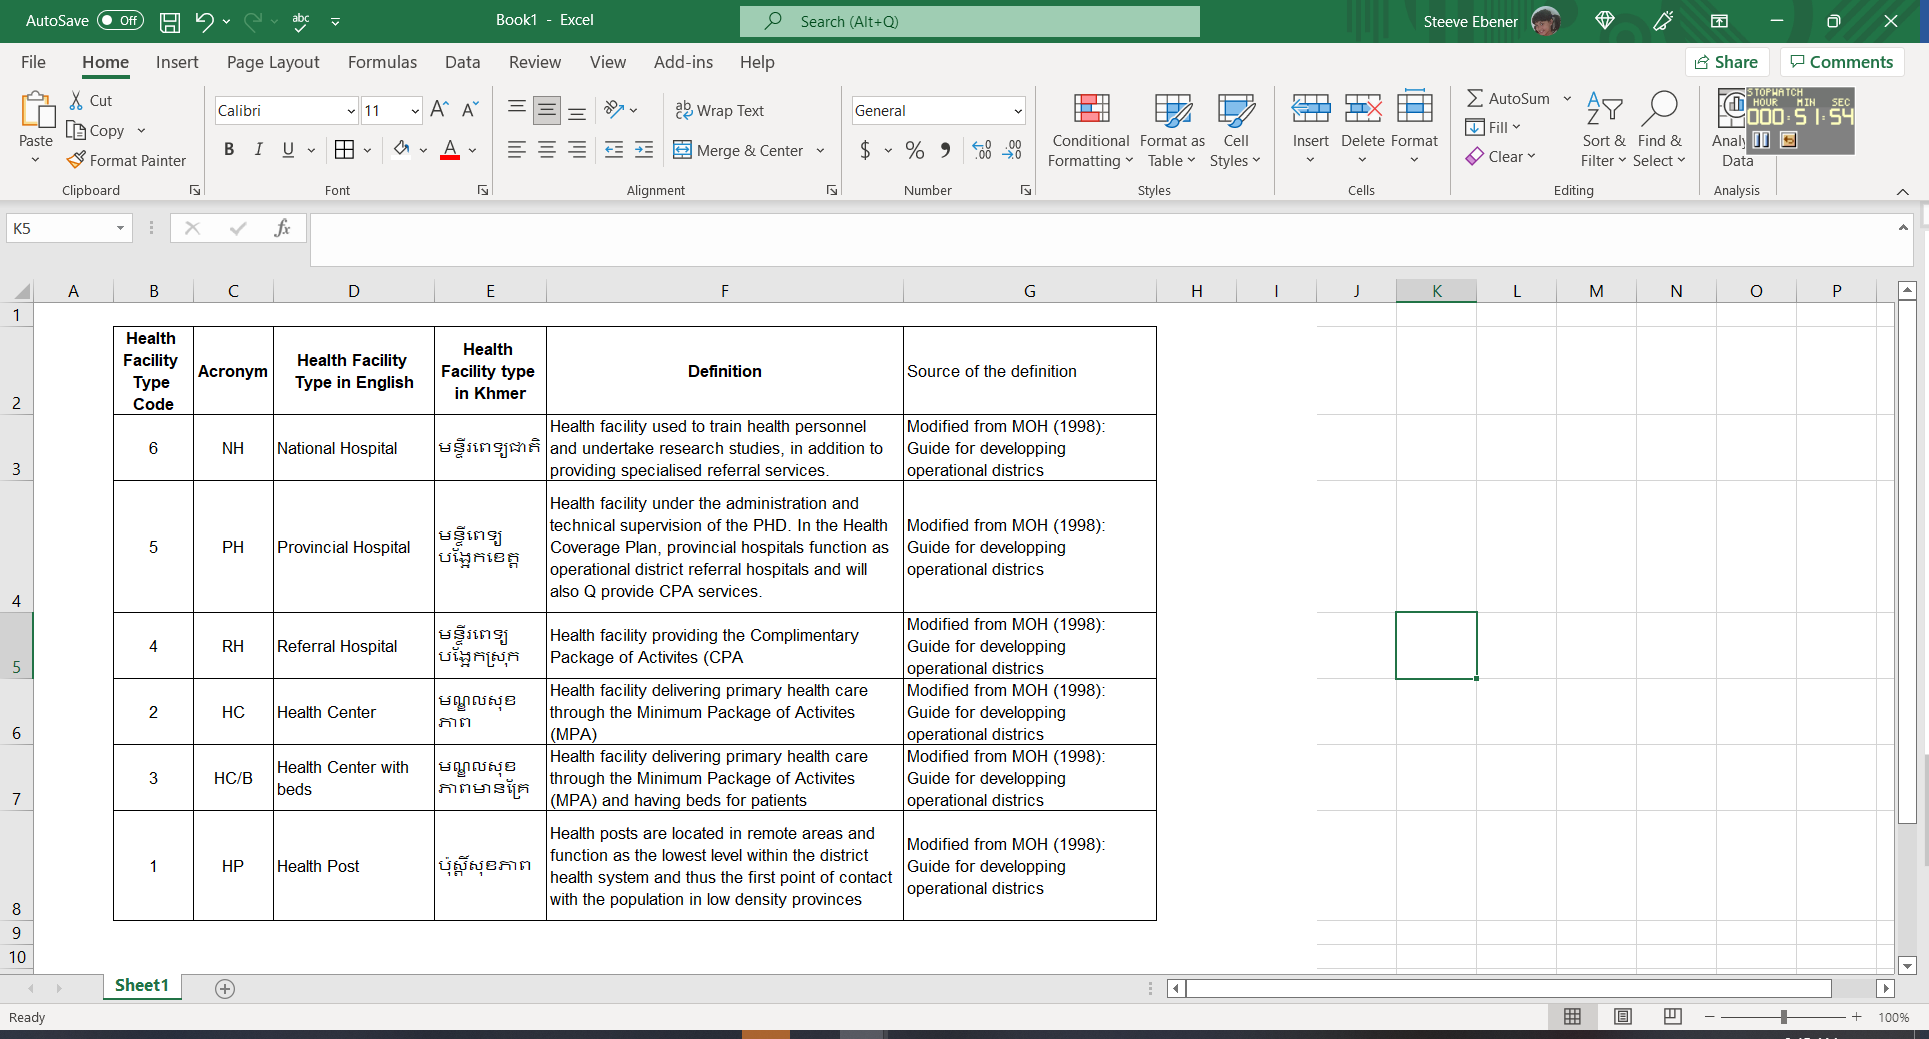 AutoSave Off Book1 - Excel Search (Alt+Q) Steeve Ebener
File Home Insert Page Layout Formulas Data Review View Add-ins Help Share Comments
Paste
Cut
Copy
Format Painter
Clipboard
Calibri 11
B I U
Font
Wrap Text
Merge & Center
Alignment
General
$ % 
Number
Conditional
Formatting
Format as
Table
Cell
Styles
Styles
Insert
Delete
Format
Cells
AutoSum
Fill
Clear
Sort &
Filter
Find &
Select
Editing
Data
Analysis
STOPWATCH
HOUR MIN SEC
000:51:54
K5 fx
A B C D E F G H I J K L M N O P
1
2
Health
Facility
Type
Code
Acronym
Health Facility
Type in English
Health
Facility type
in Khmer
Definition
Source of the definition
3
6
NH
National Hospital
មន្ទីរពេទ្យជាតិ
Health facility used to train health personnel
and undertake research studies, in addition to
providing specialised referral services.
Modified from MOH (1998):
Guide for developping
operational districs
4
5
PH
Provincial Hospital
មន្ទីពេទ្យ
បង្អែកខេត្ត
Health facility under the administration and
technical supervision of the PHD. In the Health
Coverage Plan, provincial hospitals function as
operational district referral hospitals and will
also Q provide CPA services.
Modified from MOH (1998):
Guide for developping
operational districs
5
4
RH
Referral Hospital
មន្ទីរពេទ្យ
បង្អែកស្រុក
Health facility providing the Complimentary
Package of Activites (CPA
Modified from MOH (1998):
Guide for developping
operational districs
6
2
HC
Health Center
មណ្ឌលសុខ
ភាព
Health facility delivering primary health care
through the Minimum Package of Activites
(MPA)
Modified from MOH (1998):
Guide for developping
operational districs
7
3
HC/B
Health Center with
beds
មណ្ឌលសុខ
ភាពមានគ្រែ
Health facility delivering primary health care
through the Minimum Package of Activites
(MPA) and having beds for patients
Modified from MOH (1998):
Guide for developping
operational districs
8
1
HP
Health Post
ប៉ុស្តិ៍សុខភាព
Health posts are located in remote areas and
function as the lowest level within the district
health system and thus the first point of contact
with the population in low density provinces
Modified from MOH (1998):
Guide for developping
operational districs
9
10
Sheet1
Ready 100%